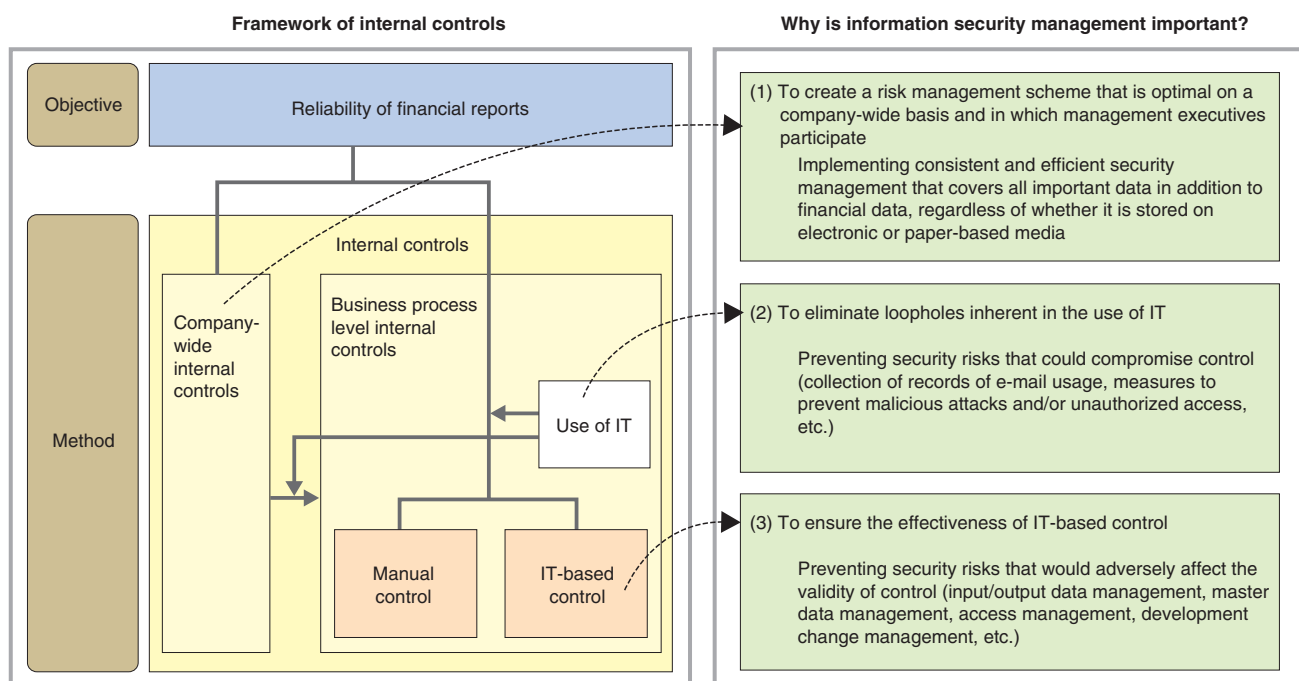 Framework of internal controls
Objective
Reliability of financial reports
Method
Internal controls
Company-
wide
internal
controls
Business process
level internal
controls
Use of IT
Manual
control
IT-based
control
Why is information security management important?
(1) To create a risk management scheme that is optimal on a
company-wide basis and in which management executives
participate
Implementing consistent and efficient security
management that covers all important data in addition to
financial data, regardless of whether it is stored on
electronic or paper-based media
(2) To eliminate loopholes inherent in the use of IT
Preventing security risks that could compromise control
(collection of records of e-mail usage, measures to
prevent malicious attacks and/or unauthorized access,
etc.)
(3) To ensure the effectiveness of IT-based control
Preventing security risks that would adversely affect the
validity of control (input/output data management, master
data management, access management, development
change management, etc.)